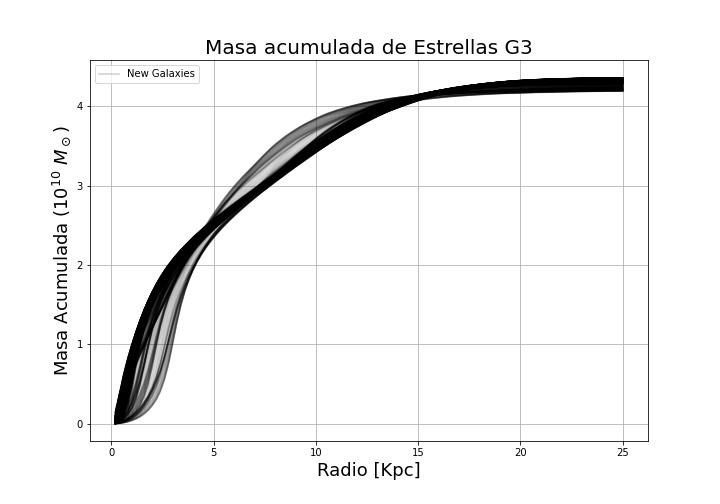 Masa acumulada de Estrellas G3
New Galaxies
Masa Acumulada (10^10 M_⊙)
4
3
2
1
0
0 5 10 15 20 25
Radio [Kpc]